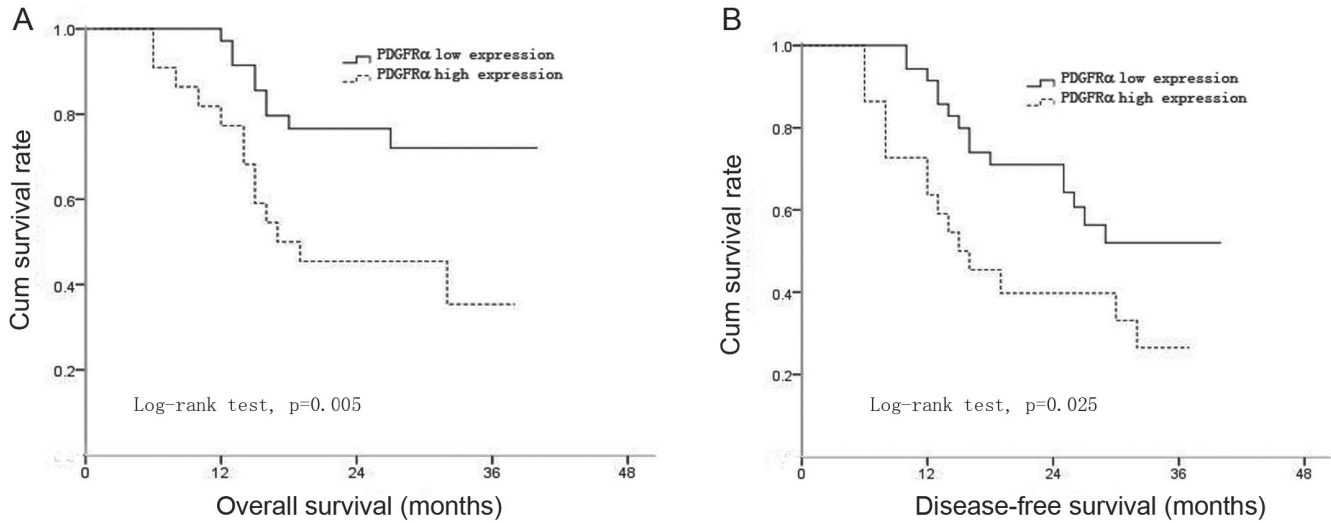 A
1.0
0.8
0.6
0.4
0.2
0
12
24
36
48
Cum survival rate
PDGFRα low expression
PDGFRα high expression
Log-rank test, p=0.005
Overall survival (months)
B
1.0
0.8
0.6
0.4
0.2
0
12
24
36
48
Cum survival rate
PDGFRα low expression
PDGFRα high expression
Log-rank test, p=0.025
Disease-free survival (months)